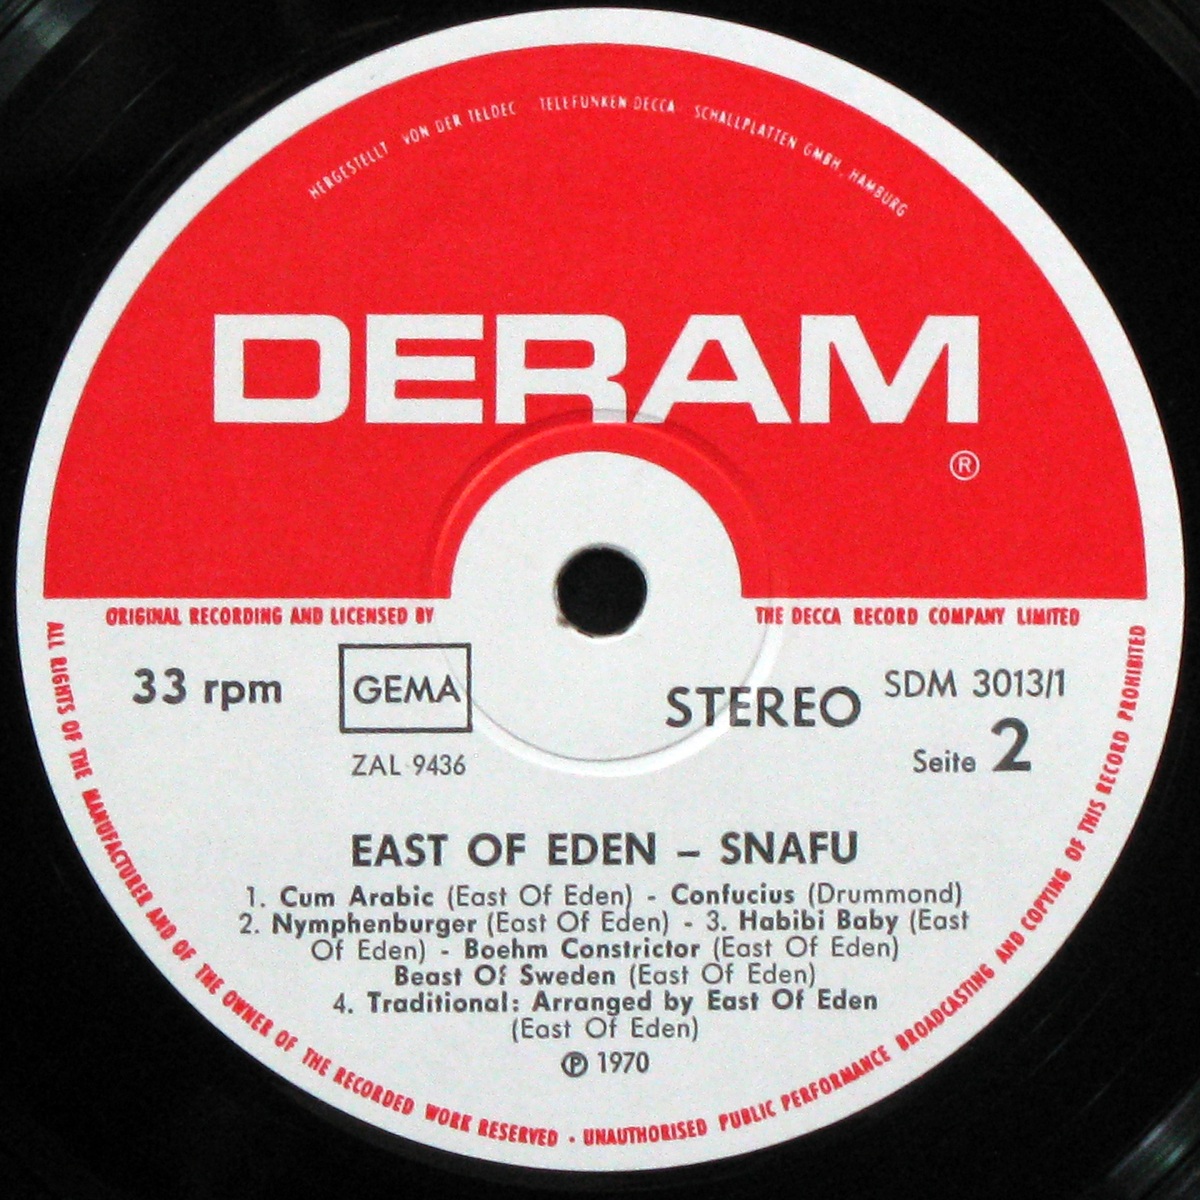 HERGESTELLT VON DER TELDEC TELEFUNKEN-DECCA SCHALLPLATTEN GMBH, HAMBURG
DERAM
®
ORIGINAL RECORDING AND LICENSED BY THE DECCA RECORD COMPANY LIMITED
33 rpm GEMA STEREO SDM 3013/1
ZAL 9436 Seite 2
EAST OF EDEN – SNAFU
1. Cum Arabic (East Of Eden) - Confucius (Drummond)
2. Nymphenburger (East Of Eden) - 3. Habibi Baby (East
Of Eden) - Boehm Constrictor (East Of Eden)
Beast Of Sweden (East Of Eden)
4. Traditional: Arranged by East Of Eden
(East Of Eden)
℗ 1970
ALL RIGHTS OF THE MANUFACTURER AND OF THE OWNER OF THE RECORDED WORK RESERVED · UNAUTHORISED PUBLIC PERFORMANCE BROADCASTING AND COPYING OF THIS RECORD PROHIBITED